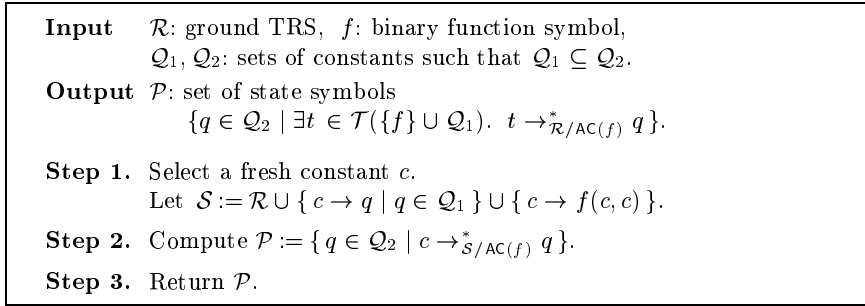 Input R: ground TRS, f: binary function symbol,
Q₁, Q₂: sets of constants such that Q₁ ⊆ Q₂.
Output P: set of state symbols
{q ∈ Q₂ | ∃t ∈ T({f} ∪ Q₁). t →*_{R/AC(f)} q}.
Step 1. Select a fresh constant c.
Let S := R ∪ {c → q | q ∈ Q₁} ∪ {c → f(c, c)}.
Step 2. Compute P := {q ∈ Q₂ | c →*_{S/AC(f)} q}.
Step 3. Return P.